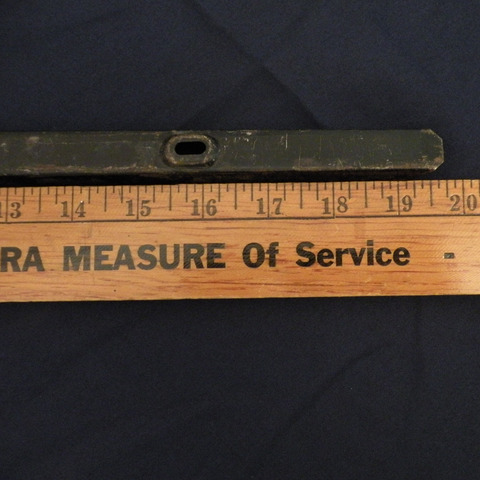 13 14 15 16 17 18 19 20
RA MEASURE Of Service -